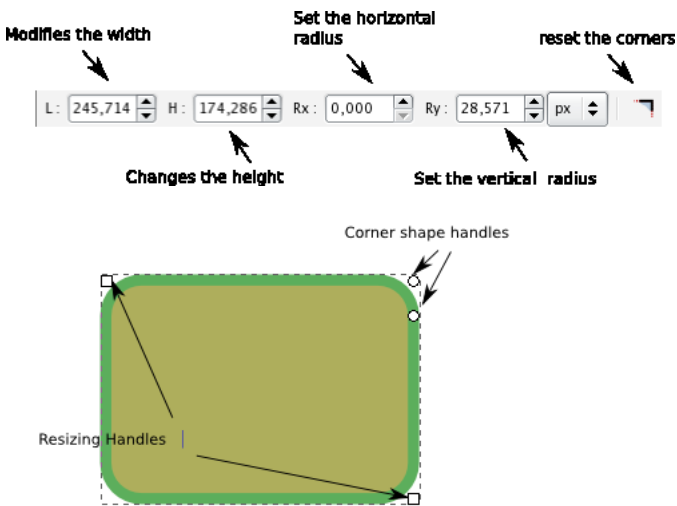 Set the horizontal
radius
Modifies the width
reset the corners
L: 245,714 H: 174,286 Rx: 0,000 Ry: 28,571 px
Changes the height
Set the vertical radius
Corner shape handles
Resizing Handles